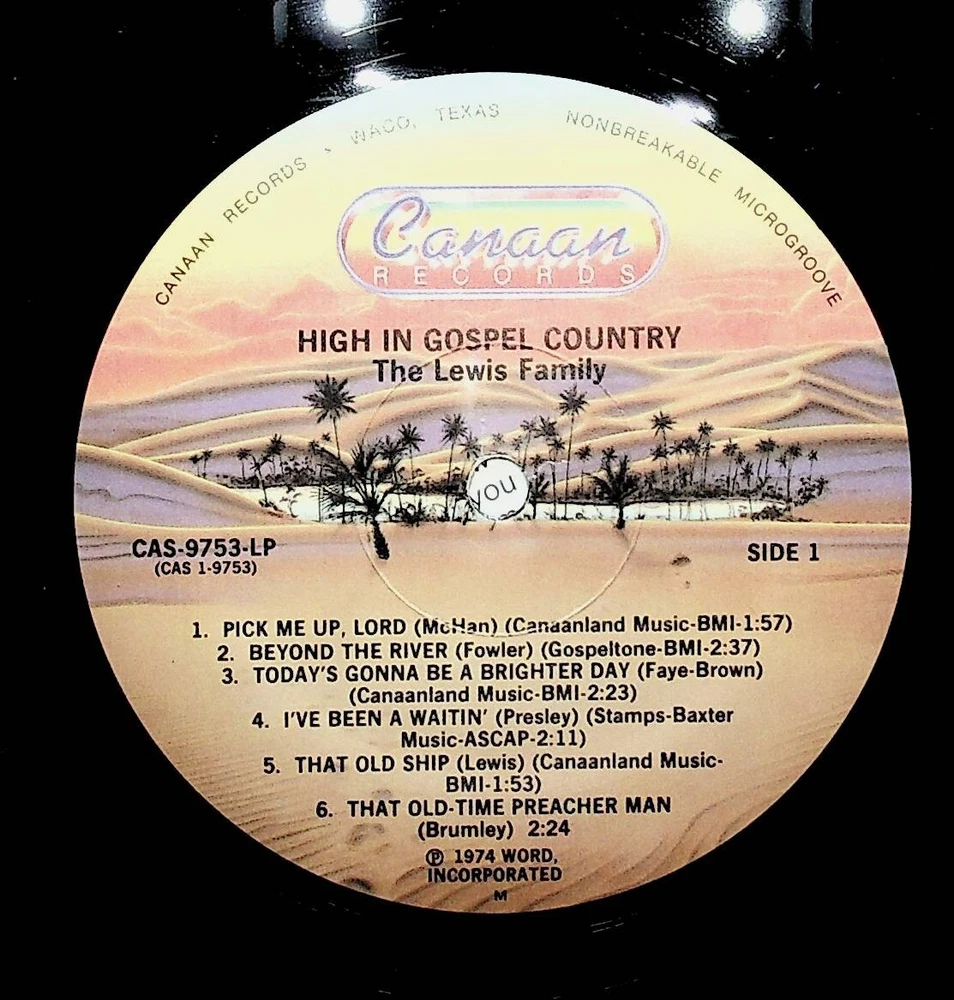 CANAAN RECORDS • WACO, TEXAS NONBREAKABLE MICROGROOVE
Canaan
RECORDS
HIGH IN GOSPEL COUNTRY
The Lewis Family
you
CAS-9753-LP
(CAS 1-9753)
SIDE 1
1. PICK ME UP, LORD (McHan) (Canaanland Music-BMI-1:57)
2. BEYOND THE RIVER (Fowler) (Gospeltone-BMI-2:37)
3. TODAY'S GONNA BE A BRIGHTER DAY (Faye-Brown)
(Canaanland Music-BMI-2:23)
4. I'VE BEEN A WAITIN' (Presley) (Stamps-Baxter
Music-ASCAP-2:11)
5. THAT OLD SHIP (Lewis) (Canaanland Music-
BMI-1:53)
6. THAT OLD-TIME PREACHER MAN
(Brumley) 2:24
℗ 1974 WORD,
INCORPORATED
M